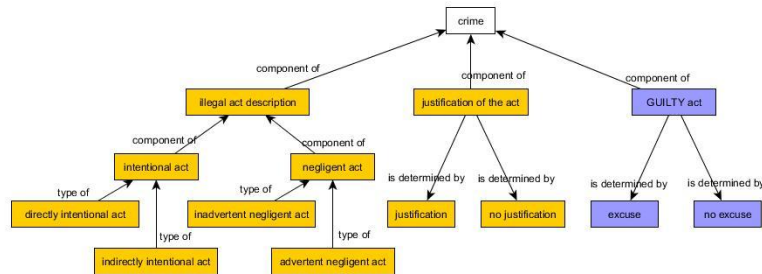 crime
component of
component of
component of
illegal act description
justification of the act
GUILTY act
component of
component of
is determined by
is determined by
is determined by
is determined by
intentional act
negligent act
type of
type of
directly intentional act
inadvertent negligent act
justification
no justification
excuse
no excuse
type of
type of
indirectly intentional act
advertent negligent act